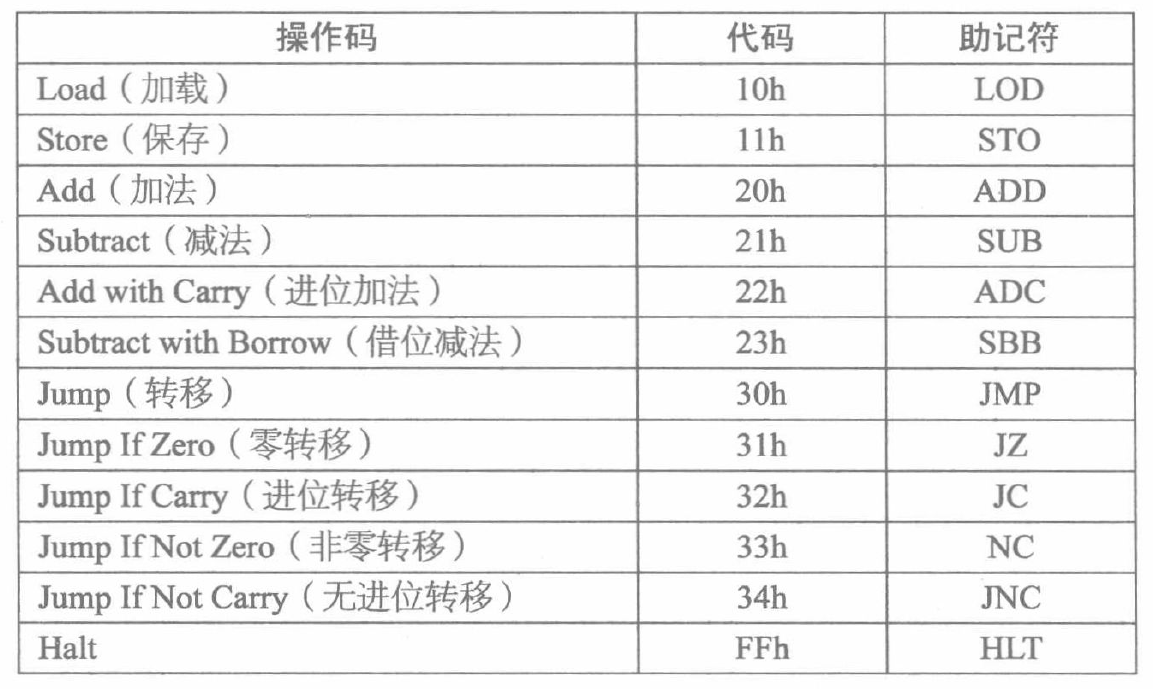 操作码 代码 助记符
Load（加载） 10h LOD
Store（保存） 11h STO
Add（加法） 20h ADD
Subtract（减法） 21h SUB
Add with Carry（进位加法） 22h ADC
Subtract with Borrow（借位减法） 23h SBB
Jump（转移） 30h JMP
Jump If Zero（零转移） 31h JZ
Jump If Carry（进位转移） 32h JC
Jump If Not Zero（非零转移） 33h NC
Jump If Not Carry（无进位转移） 34h JNC
Halt FFh HLT